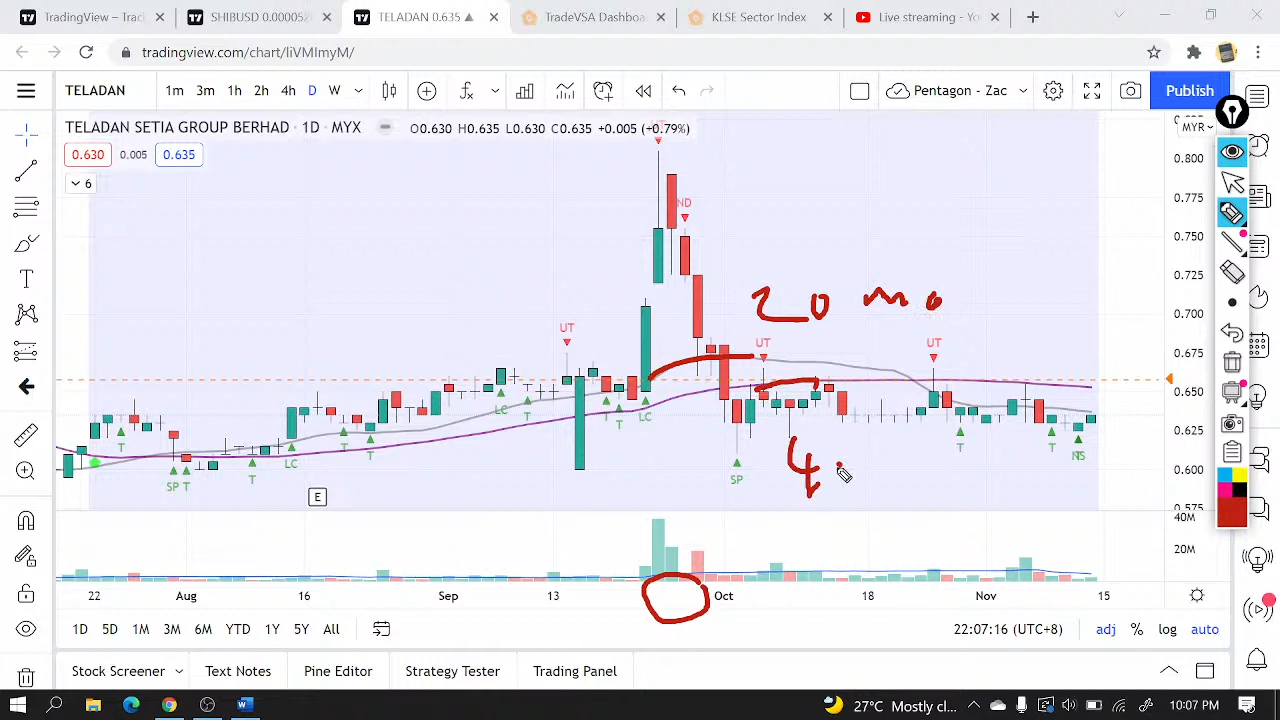 TradingView – Trac
SHIBUSD 0.000052
TELADAN 0.635 ▲
TradeVSA Dashboa
KLSE Sector Index
Live streaming - Yo
tradingview.com/chart/IiVMImyM/
TELADAN
1m 3m 1h 2h 4h D W
Pentagon - Zac
Publish
TELADAN SETIA GROUP BERHAD · 1D · MYX
O0.630 H0.635 L0.630 C0.635 +0.005 (+0.79%)
MYR
0.630 0.005 0.635
6
0.800
0.775
0.750
0.725
0.700
0.675
0.650
0.625
0.600
0.575
40M
20M
UT
ND
20 mo
UT
UT
UT
LC
T
T
T
LC
T
T
T
LC
T
SP
T
SP
T
T
NS
4
E
22 Aug 16 Sep 13 Oct 18 Nov 15
1D 5D 1M 3M 6M YTD 1Y 5Y All
22:07:16 (UTC+8)
adj % log auto
Stock Screener
Text Notes
Pine Editor
Strategy Tester
Trading Panel
27°C Mostly cl...
10:07 PM